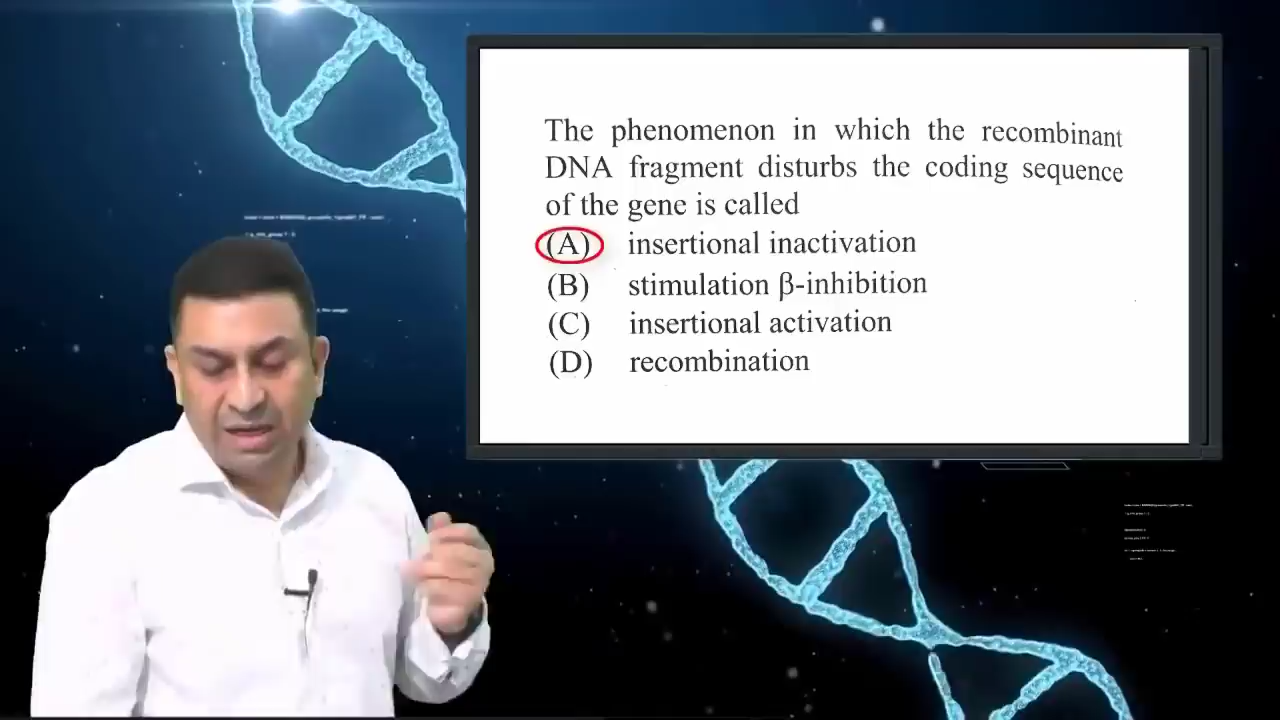 The phenomenon in which the recombinant
DNA fragment disturbs the coding sequence
of the gene is called
(A) insertional inactivation
(B) stimulation β-inhibition
(C) insertional activation
(D) recombination